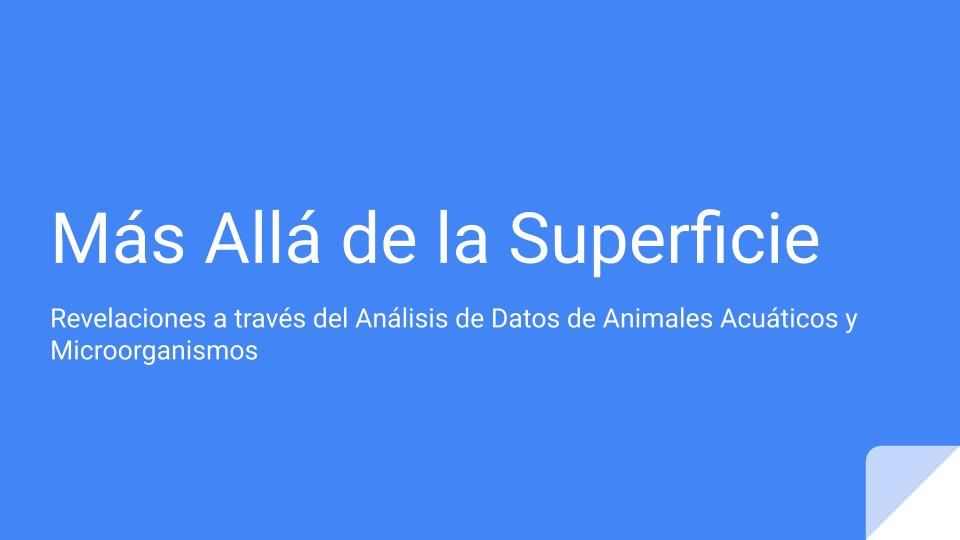 Más Allá de la Superficie
Revelaciones a través del Análisis de Datos de Animales Acuáticos y
Microorganismos